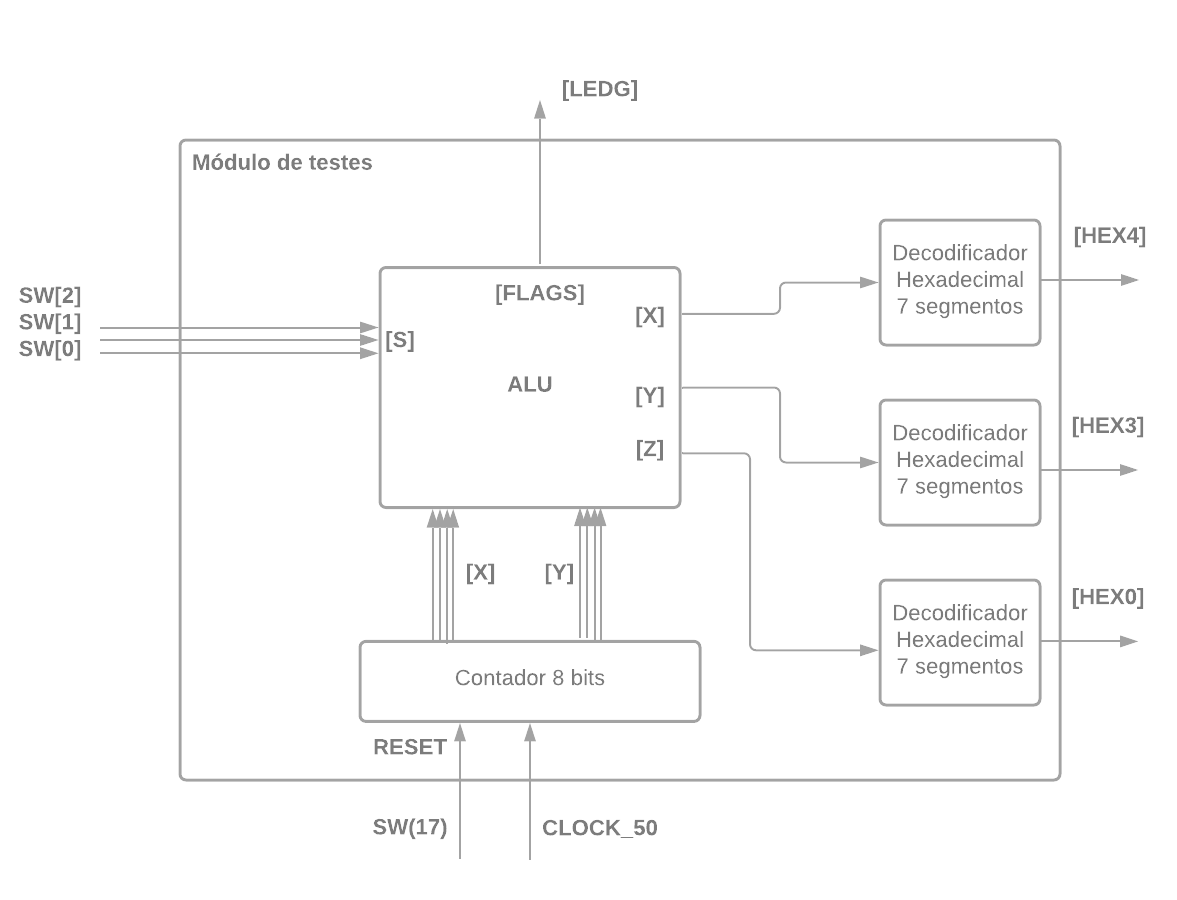 [LEDG]
Módulo de testes
[HEX4]
Decodificador
Hexadecimal
7 segmentos
SW[2]
SW[1]
SW[0]
[FLAGS]
[S]
[X]
ALU
[Y]
[Z]
[HEX3]
Decodificador
Hexadecimal
7 segmentos
[X]
[Y]
[HEX0]
Decodificador
Hexadecimal
7 segmentos
Contador 8 bits
RESET
SW(17)
CLOCK_50